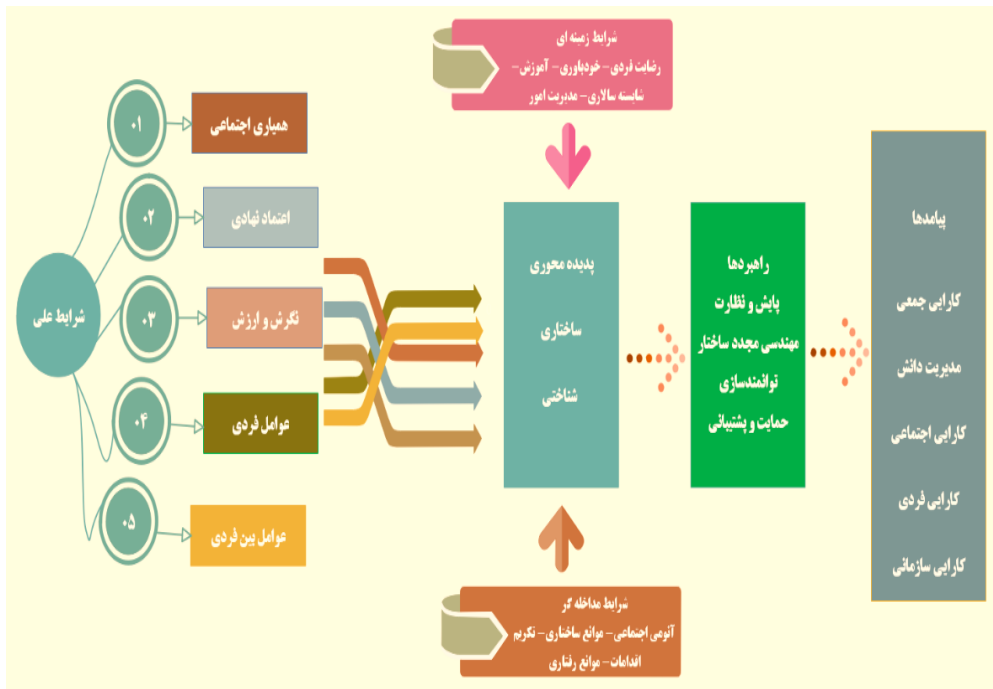 شرایط زمینه ای
رضایت فردی- خودباوری- آموزش-
شایسته سالاری- مدیریت امور
شرایط علی
۰۱
همیاری اجتماعی
۰۲
اعتماد نهادی
۰۳
نگرش و ارزش
۰۴
عوامل فردی
۰۵
عوامل بین فردی
پدیده محوری
ساختاری
شناختی
راهبردها
پایش و نظارت
مهندسی مجدد ساختار
توانمندسازی
حمایت و پشتیبانی
پیامدها
کارایی جمعی
مدیریت دانش
کارایی اجتماعی
کارایی فردی
کارایی سازمانی
شرایط مداخله گر
آنومی اجتماعی- موانع ساختاری- تکریم
اقدامات- موانع رفتاری